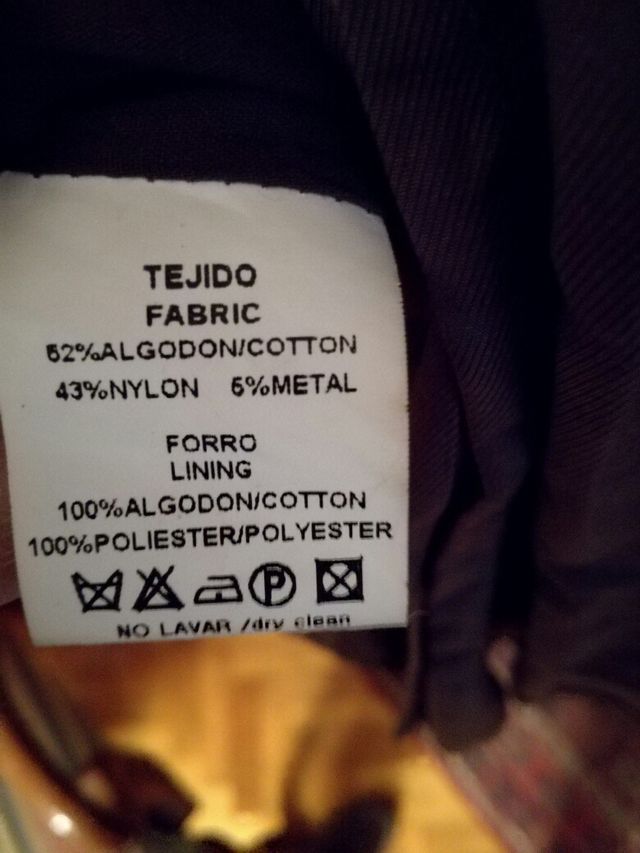 TEJIDO
FABRIC
52%ALGODON/COTTON
43%NYLON 5%METAL
FORRO
LINING
100%ALGODON/COTTON
100%POLIESTER/POLYESTER
P
NO LAVAR /dry clean